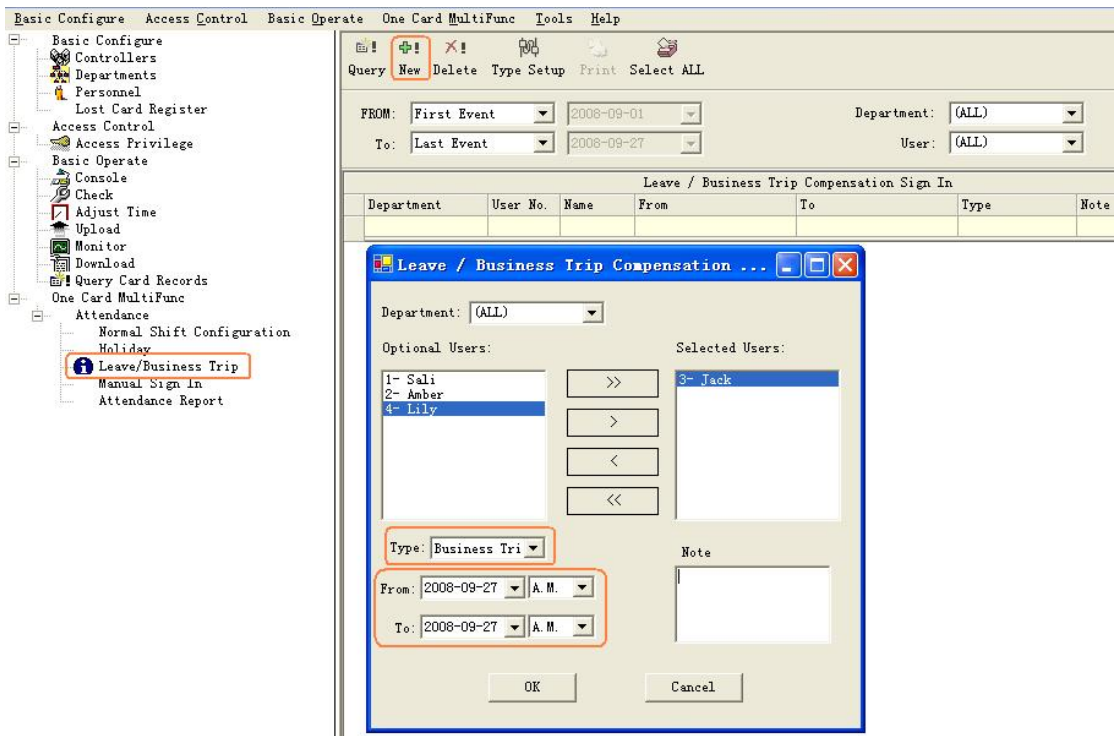 Basic Configure Access Control Basic Operate One Card MultiFunc Tools Help
Basic Configure
Controllers
Departments
Personnel
Lost Card Register
Access Control
Access Privilege
Basic Operate
Console
Check
Adjust Time
Upload
Monitor
Download
Query Card Records
One Card MultiFunc
Attendance
Normal Shift Configuration
Holiday
Leave/Business Trip
Manual Sign In
Attendance Report
Query New Delete Type Setup Print Select ALL
FROM: First Event 2008-09-01 Department: (ALL)
To: Last Event 2008-09-27 User: (ALL)
Leave / Business Trip Compensation Sign In
Department User No. Name From To Type Note
Leave / Business Trip Compensation ...
Department: (ALL)
Optional Users: Selected Users:
1- Sali >> 3- Jack
2- Amber
4- Lily
>
<
<<
Type: Business Tri Note
From: 2008-09-27 A.M.
To: 2008-09-27 A.M.
OK Cancel